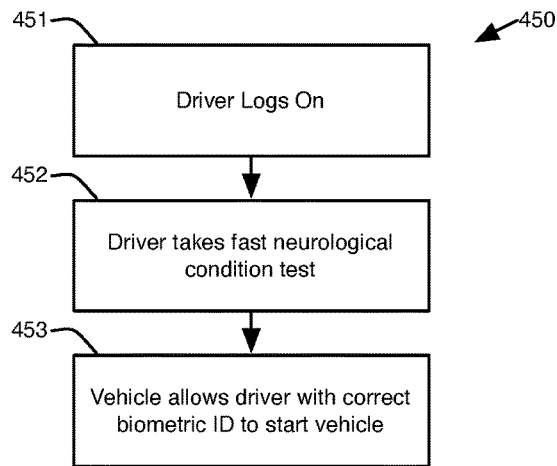 451
450
Driver Logs On
452
Driver takes fast neurological
condition test
453
Vehicle allows driver with correct
biometric ID to start vehicle